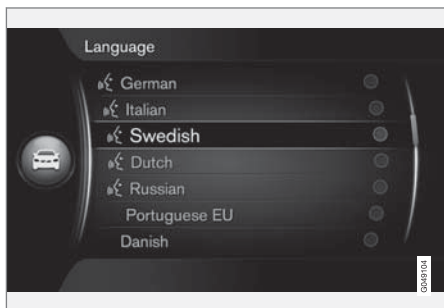 Language
German
Italian
Swedish
Dutch
Russian
Portuguese EU
Danish
G049104